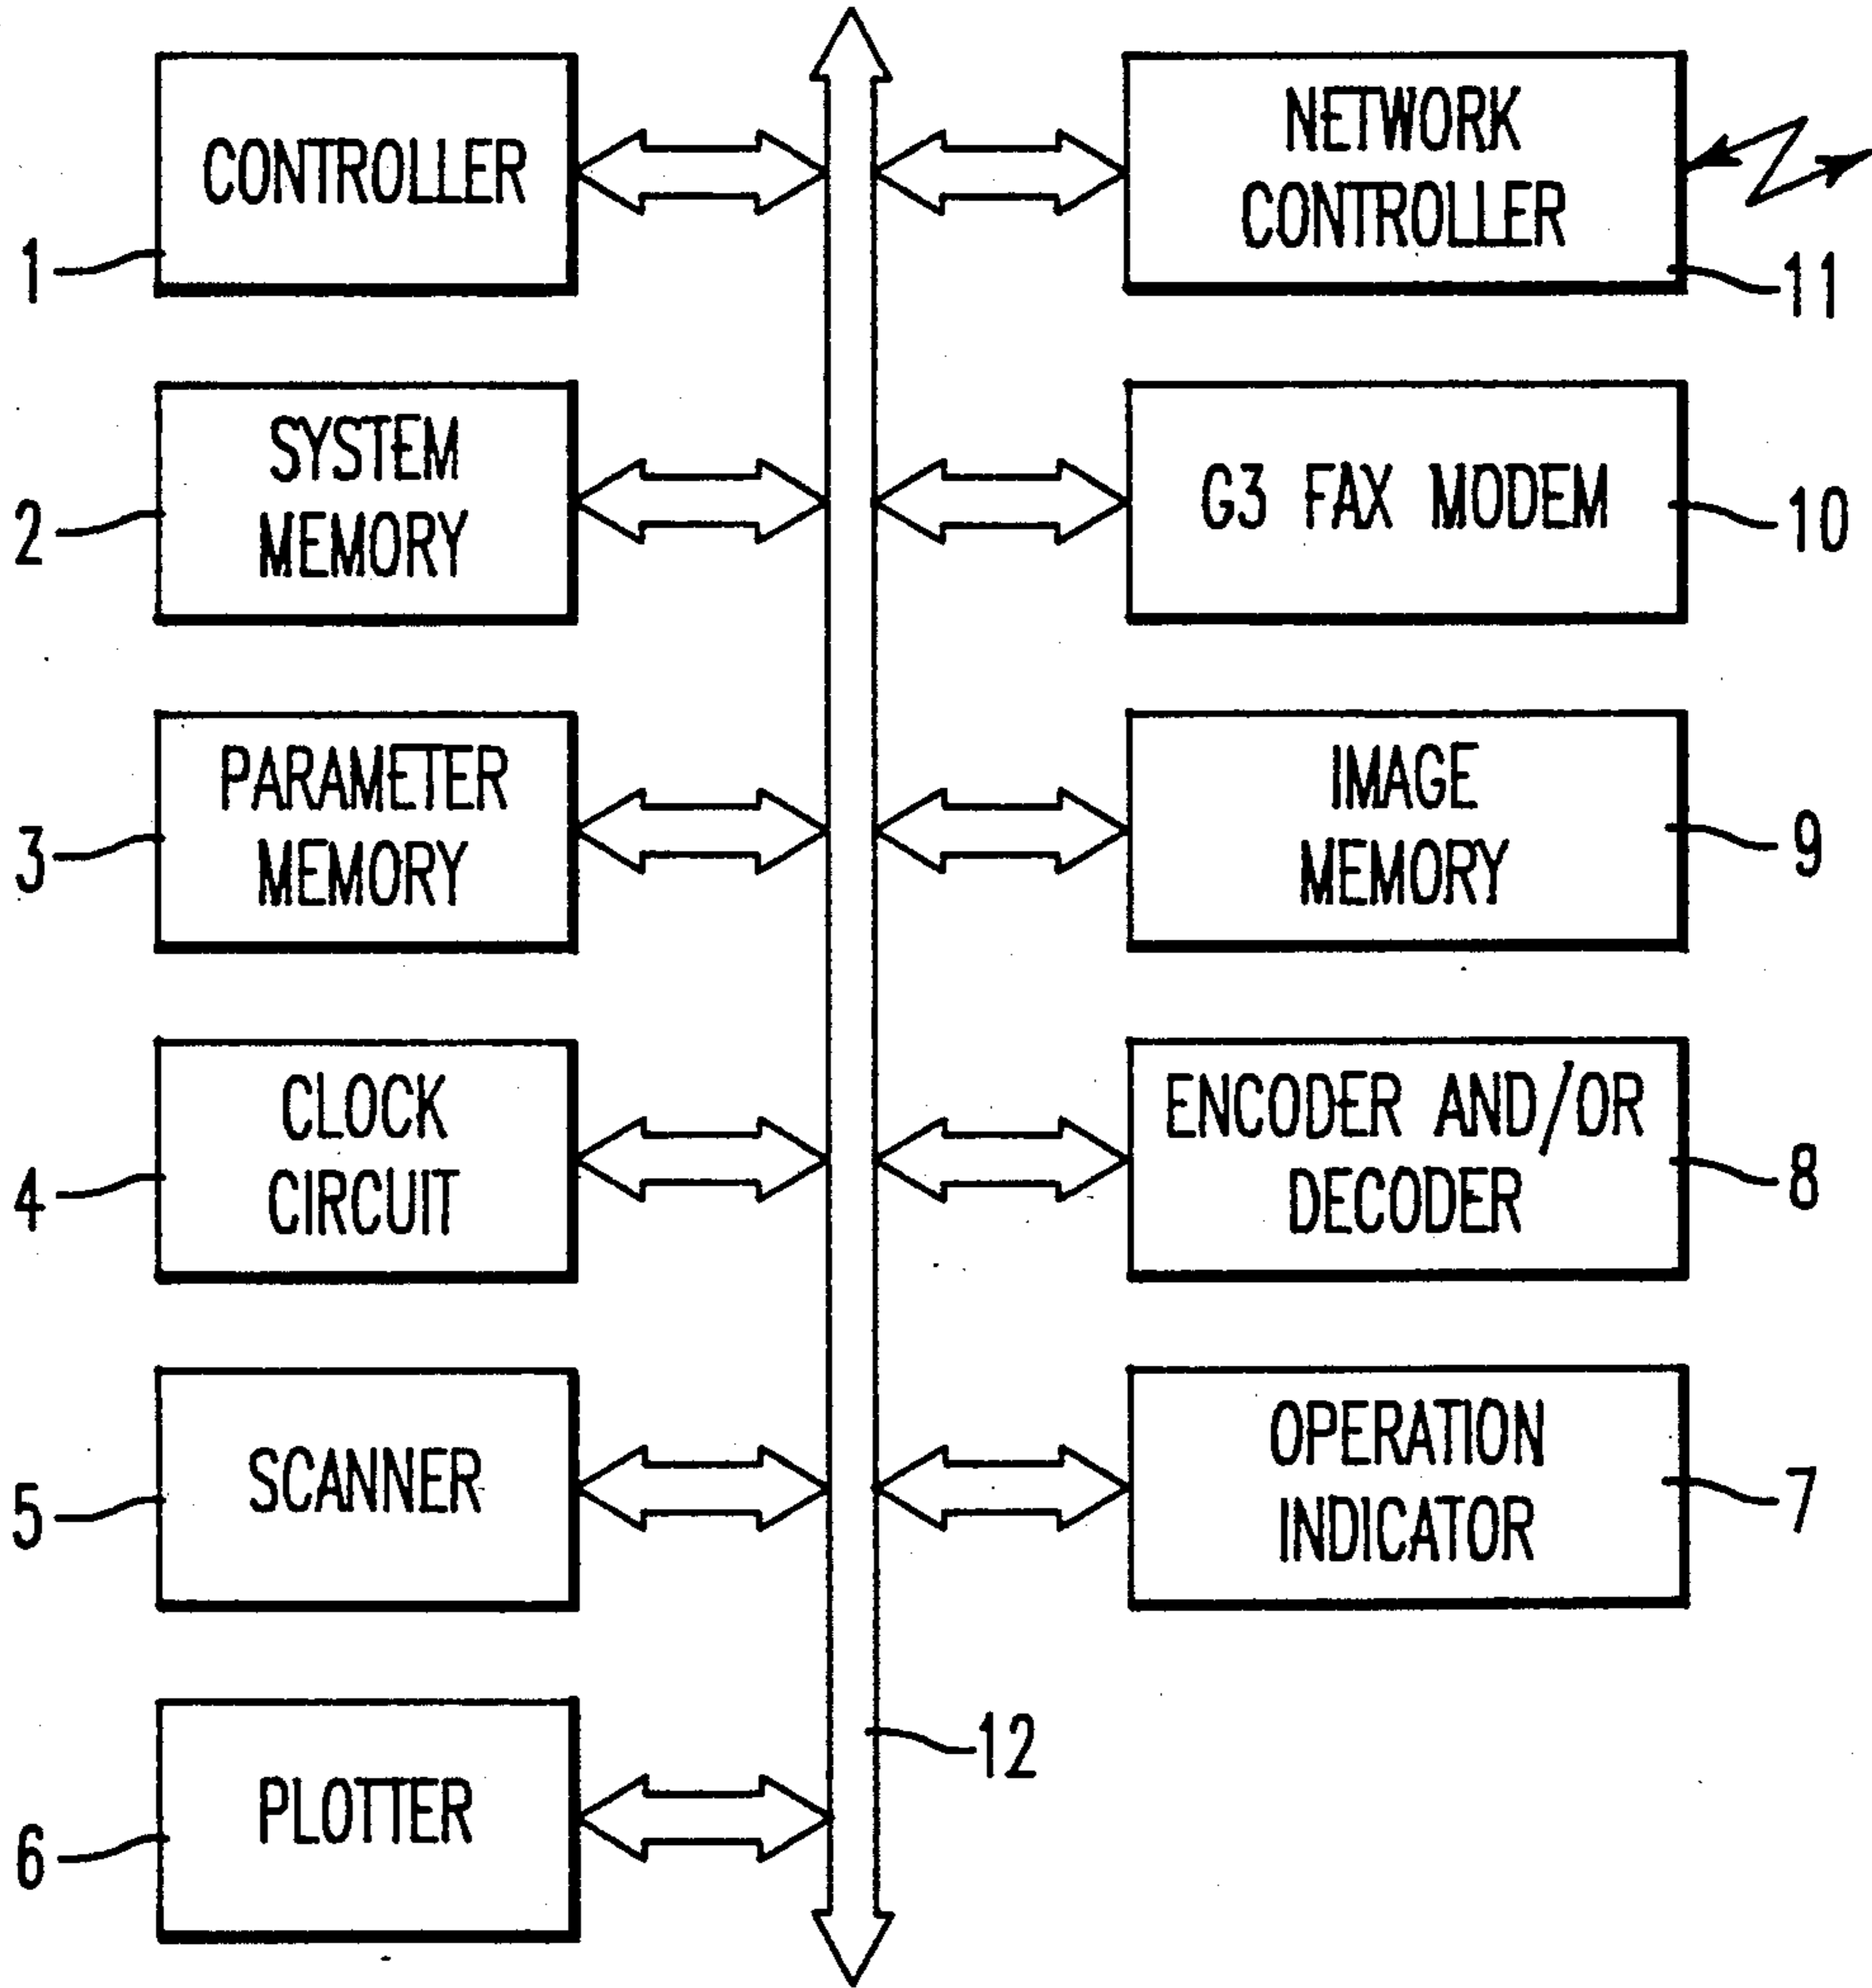 CONTROLLER
1
SYSTEM
MEMORY
2
PARAMETER
MEMORY
3
CLOCK
CIRCUIT
4
SCANNER
5
PLOTTER
6
NETWORK
CONTROLLER
11
G3 FAX MODEM
10
IMAGE
MEMORY
9
ENCODER AND/OR
DECODER
8
OPERATION
INDICATOR
7
12